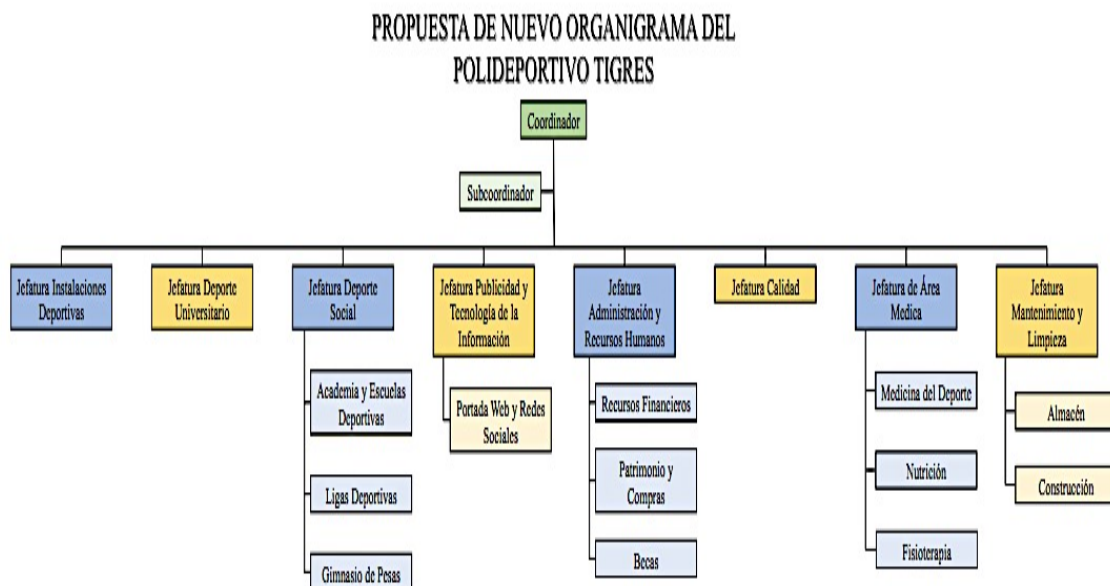 PROPUESTA DE NUEVO ORGANIGRAMA DEL
POLIDEPORTIVO TIGRES
Coordinador
Subcoordinador
Jefatura Instalaciones
Deportivas
Jefatura Deporte
Universitario
Jefatura Deporte
Social
Jefatura Publicidad y
Tecnología de la
Información
Jefatura
Administración y
Recursos Humanos
Jefatura Calidad
Jefatura de Área
Medica
Jefatura
Mantenimiento y
Limpieza
Academia y Escuelas
Deportivas
Ligas Deportivas
Gimnasio de Pesas
Portada Web y Redes
Sociales
Recursos Financieros
Patrimonio y
Compras
Becas
Medicina del Deporte
Nutrición
Fisioterapia
Almacén
Construcción